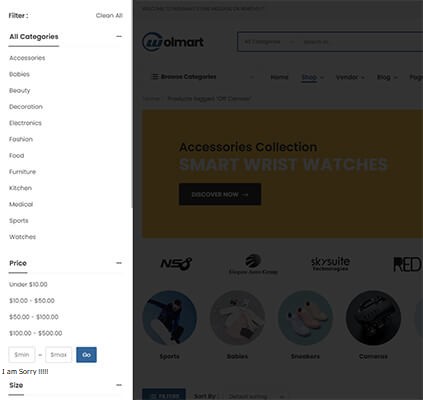 Filter :
Clean All
All Categories
Accessories
Babies
Beauty
Decoration
Electronics
Fashion
Food
Furniture
Kitchen
Medical
Sports
Watches
Price
Under $10.00
$10.00 - $50.00
$50.00 - $100.00
$100.00 - $500.00
$min – $max Go
I am Sorry !!!!!
Size
WELCOME TO WOLMART STORE MESSAGE OR REMOVE IT!
Wolmart
All Categories
Search in...
Browse Categories
Home Shop Vendor Blog Pages
Home Products tagged "Off Canvas"
Accessories Collection
SMART WRIST WATCHES
DISCOVER NOW →
NS8
skysuite
Technologies
RED
Sports
Babies
Sneakers
Cameras
FILTERS
Sort By :
Default sorting